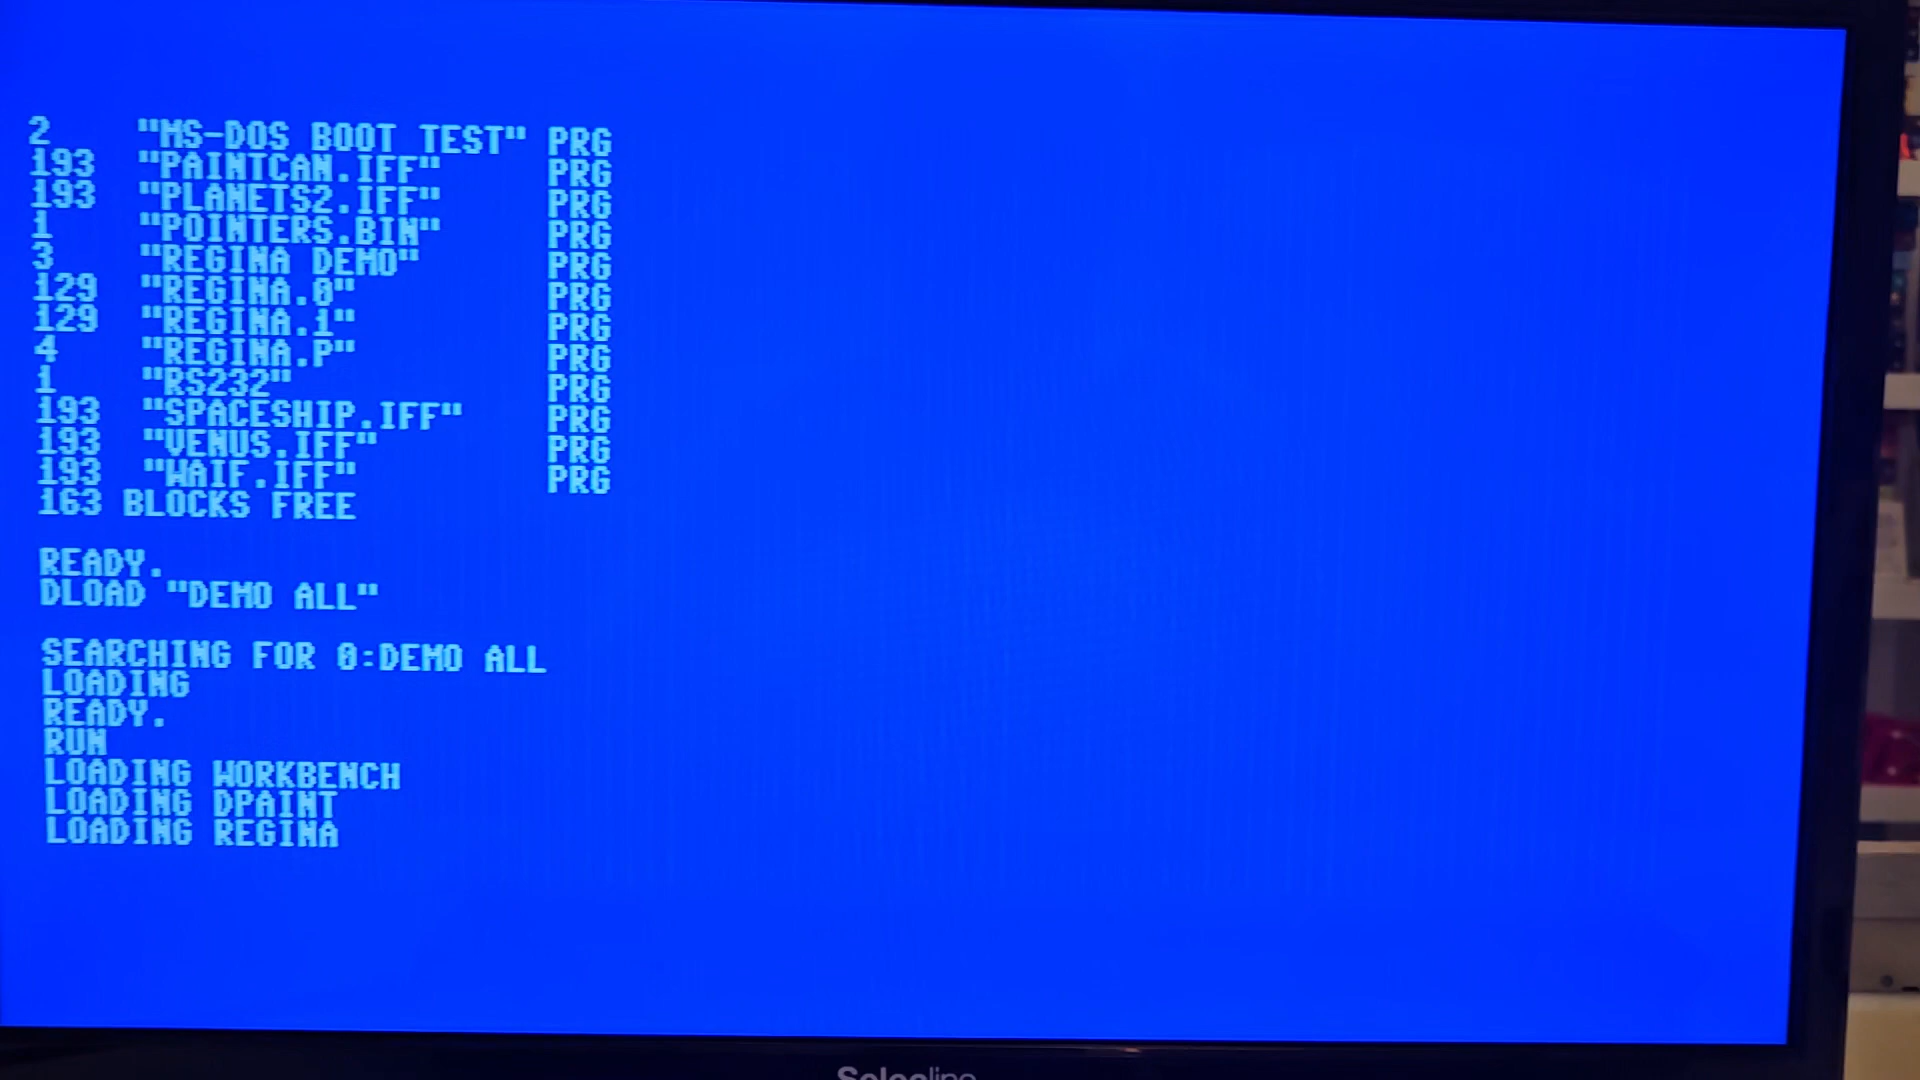 2 "MS-DOS BOOT TEST" PRG
193 "PAINTCAN.IFF" PRG
193 "PLANETS2.IFF" PRG
1 "POINTERS.BIN" PRG
3 "REGINA DEMO" PRG
129 "REGINA.0" PRG
129 "REGINA.1" PRG
4 "REGINA.P" PRG
1 "RS232" PRG
193 "SPACESHIP.IFF" PRG
193 "VENUS.IFF" PRG
193 "WAIF.IFF" PRG
163 BLOCKS FREE
READY.
DLOAD "DEMO ALL"
SEARCHING FOR 0:DEMO ALL
LOADING
READY.
RUN
LOADING WORKBENCH
LOADING DPAINT
LOADING REGINA
Selecline